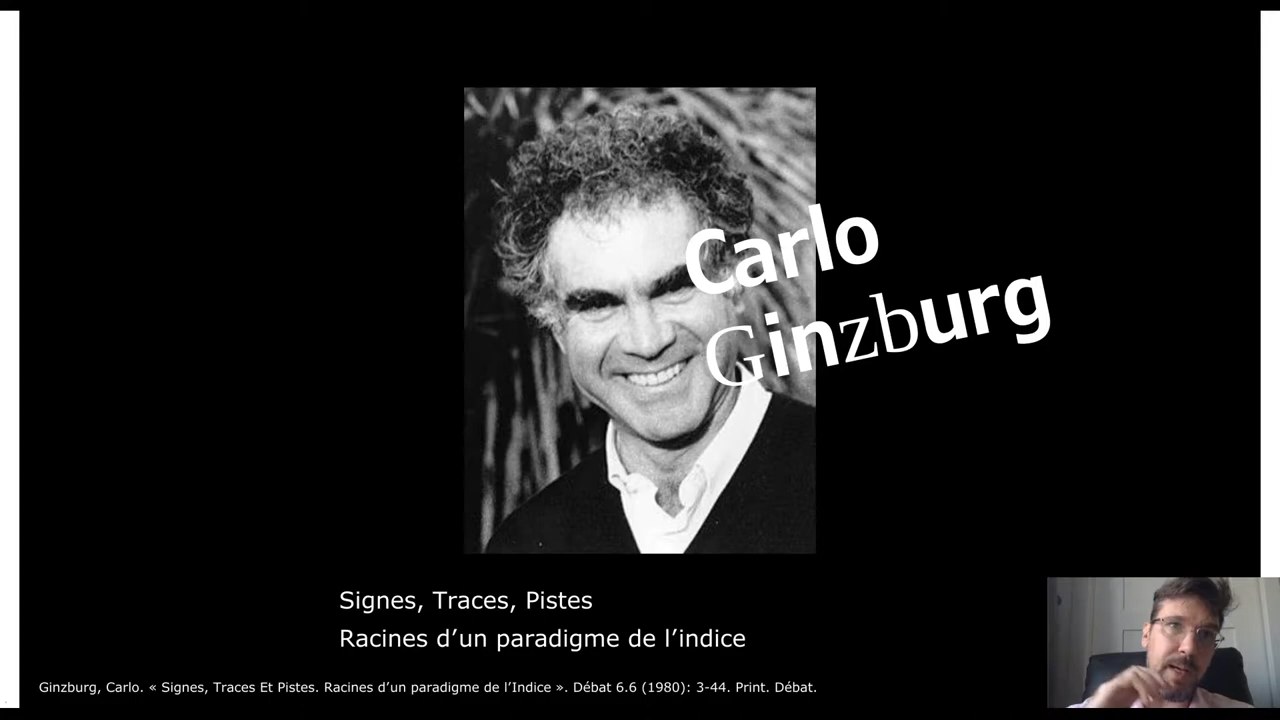 Carlo
Ginzburg
Signes, Traces, Pistes
Racines d’un paradigme de l’indice
Ginzburg, Carlo. « Signes, Traces Et Pistes. Racines d’un paradigme de l’Indice ». Débat 6.6 (1980): 3-44. Print. Débat.